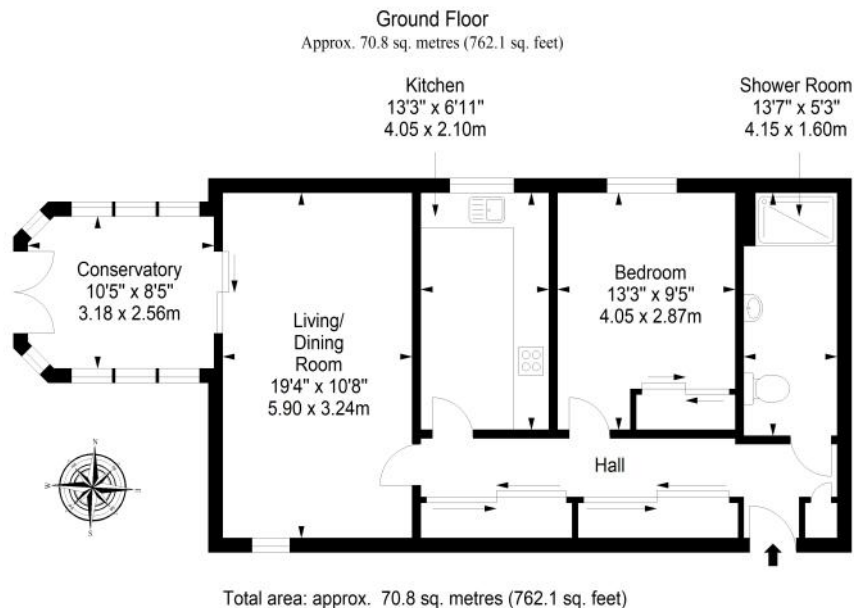 Ground Floor
Approx. 70.8 sq. metres (762.1 sq. feet)
Kitchen
13'3" x 6'11"
4.05 x 2.10m
Shower Room
13'7" x 5'3"
4.15 x 1.60m
Conservatory
10'5" x 8'5"
3.18 x 2.56m
Living/
Dining
Room
19'4" x 10'8"
5.90 x 3.24m
Bedroom
13'3" x 9'5"
4.05 x 2.87m
Hall
N
W
E
S
Total area: approx. 70.8 sq. metres (762.1 sq. feet)